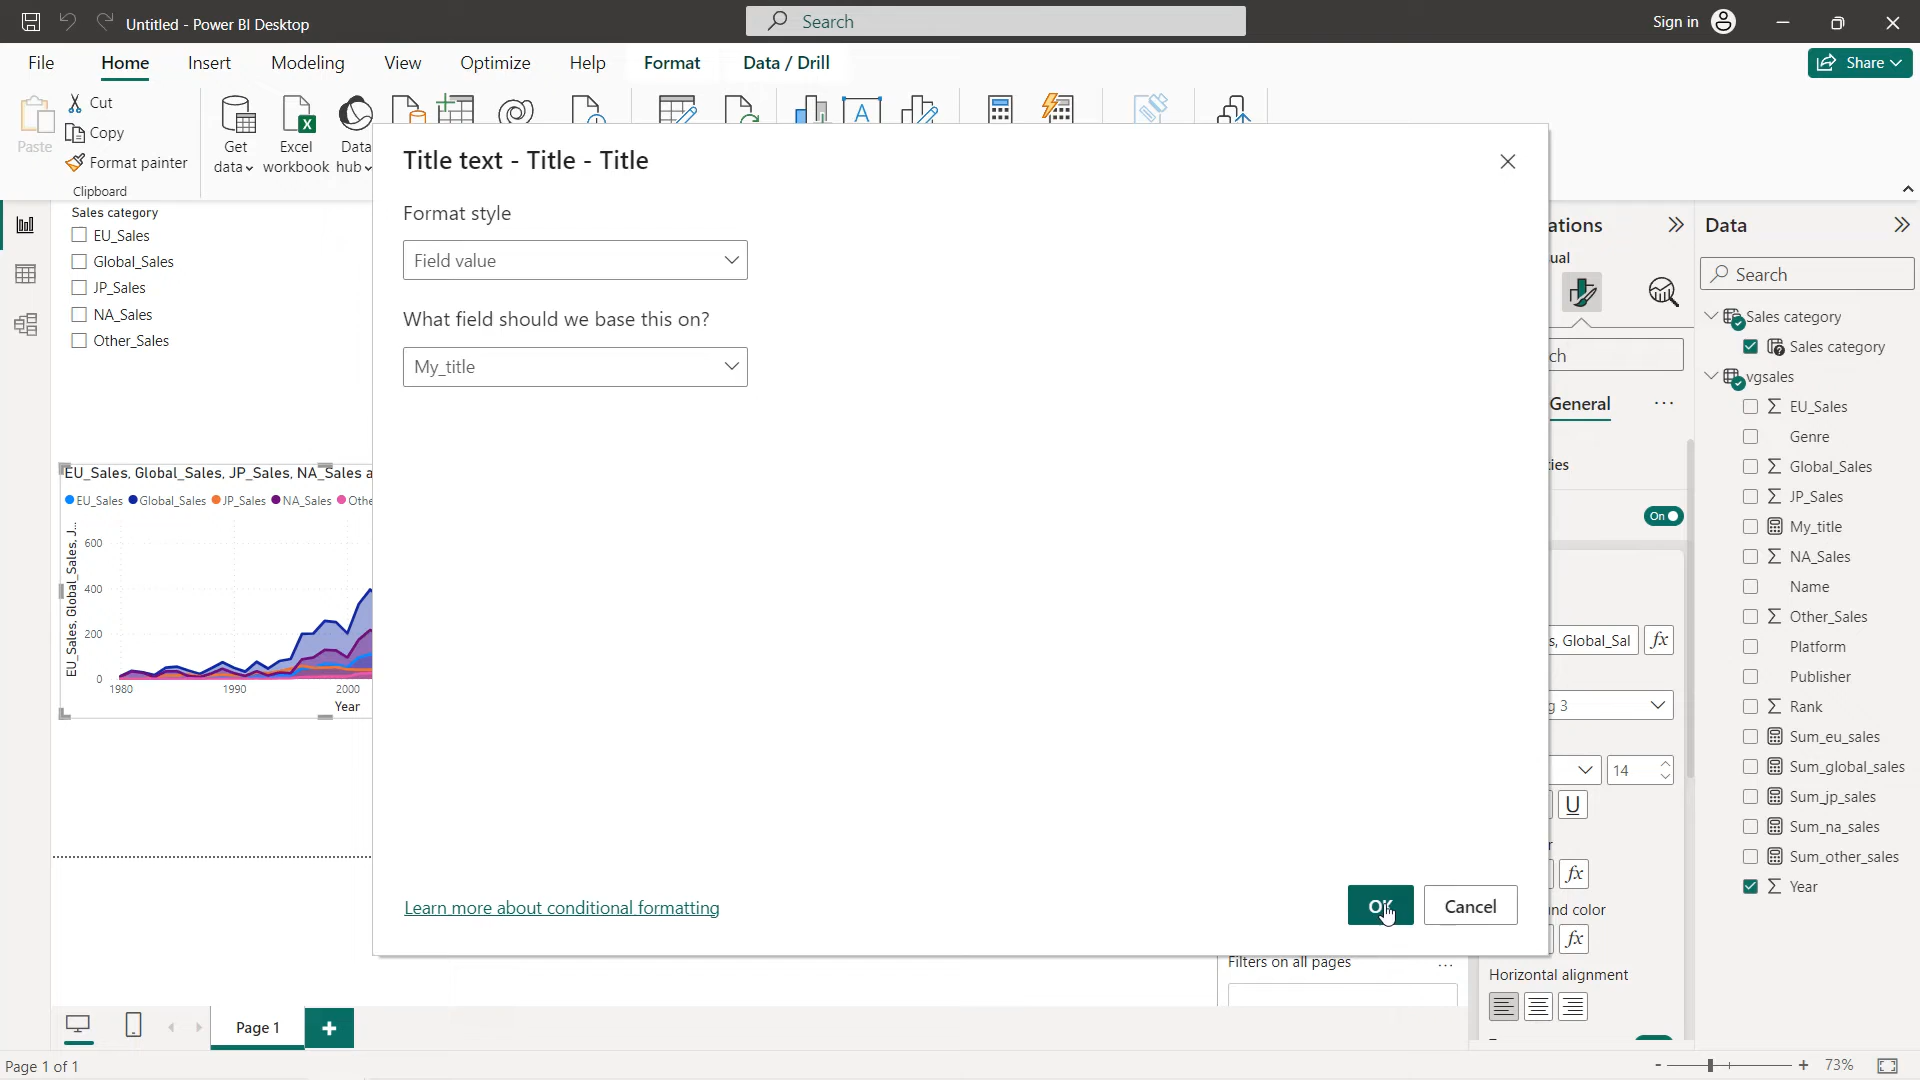 Untitled - Power BI Desktop
Search
Sign in
File
Home
Insert
Modeling
View
Optimize
Help
Format
Data / Drill
Share
Paste
Cut
Copy
Format painter
Clipboard
Get data
Excel workbook
Data hub
Title text - Title - Title
Format style
Field value
What field should we base this on?
My_title
Learn more about conditional formatting
OK
Cancel
Sales category
EU_Sales
Global_Sales
JP_Sales
NA_Sales
Other_Sales
EU_Sales, Global_Sales, JP_Sales, NA_Sales a
EU_Sales Global_Sales JP_Sales NA_Sales Othe
EU_Sales, Global_Sales, J...
600
400
200
0
1980 1990 2000
Year
Filters on all pages
...
ations
ual
ch
General
...
ies
On
s, Global_Sal
fx
g 3
14
U
r
fx
nd color
fx
Horizontal alignment
Data
Search
Sales category
Sales category
vgsales
EU_Sales
Genre
Global_Sales
JP_Sales
My_title
NA_Sales
Name
Other_Sales
Platform
Publisher
Rank
Sum_eu_sales
Sum_global_sales
Sum_jp_sales
Sum_na_sales
Sum_other_sales
Year
Page 1
+
Page 1 of 1
- + 73%